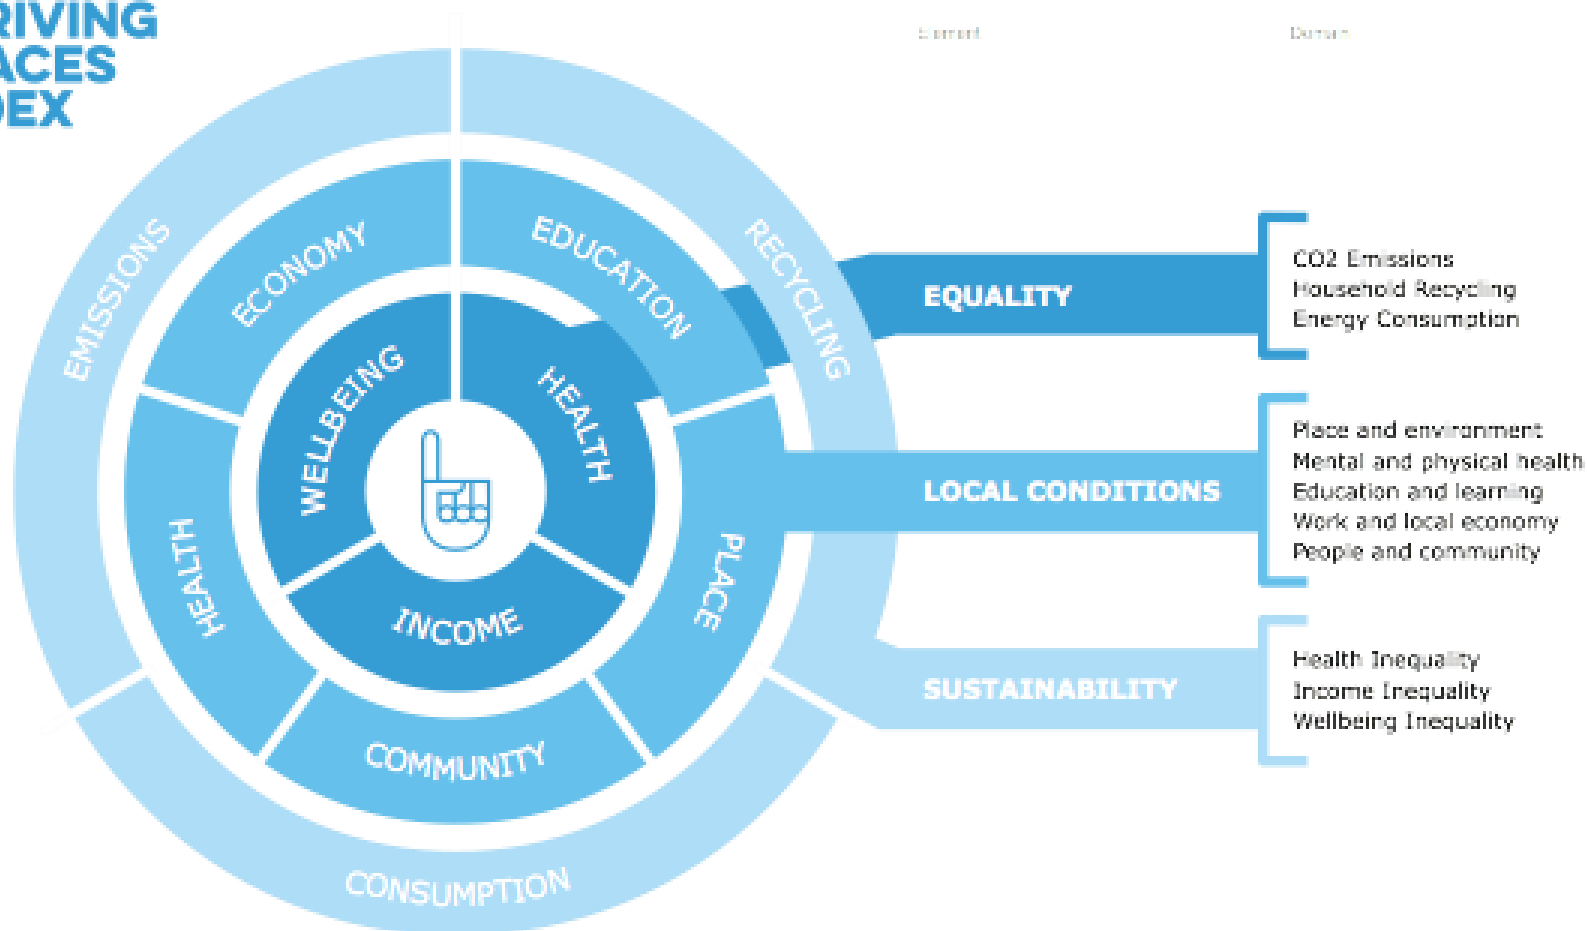 RIVING
ACES
DEX
Element
Domain
EMISSIONS
ECONOMY
EDUCATION
RECYCLING
WELLBEING
HEALTH
HEALTH
INCOME
PLACE
COMMUNITY
CONSUMPTION
EQUALITY
CO2 Emissions
Household Recycling
Energy Consumption
LOCAL CONDITIONS
Place and environment
Mental and physical health
Education and learning
Work and local economy
People and community
SUSTAINABILITY
Health Inequality
Income Inequality
Wellbeing Inequality